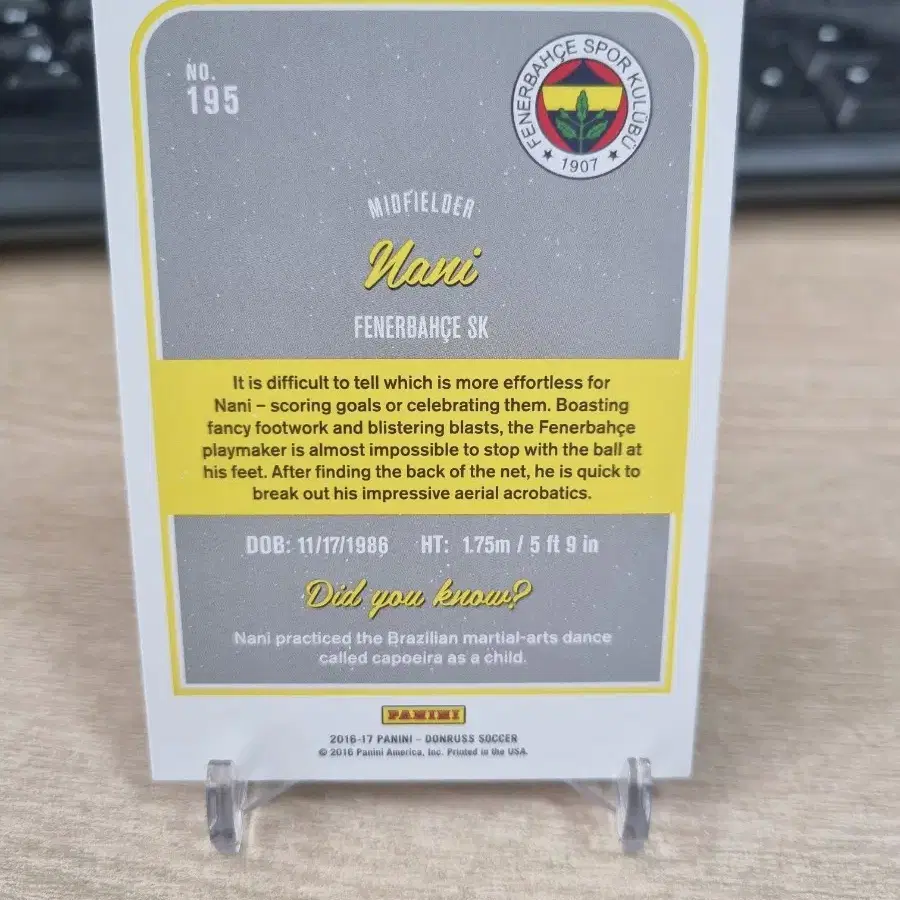 NO.
195
FENERBAHÇE SPOR KULÜBÜ
1907
MIDFIELDER
Nani
FENERBAHÇE SK
It is difficult to tell which is more effortless for
Nani – scoring goals or celebrating them. Boasting
fancy footwork and blistering blasts, the Fenerbahçe
playmaker is almost impossible to stop with the ball at
his feet. After finding the back of the net, he is quick to
break out his impressive aerial acrobatics.
DOB: 11/17/1986 HT: 1.75m / 5 ft 9 in
Did you know?
Nani practiced the Brazilian martial-arts dance
called capoeira as a child.
PANINI
2016-17 PANINI – DONRUSS SOCCER
© 2016 Panini America, Inc. Printed in the USA.